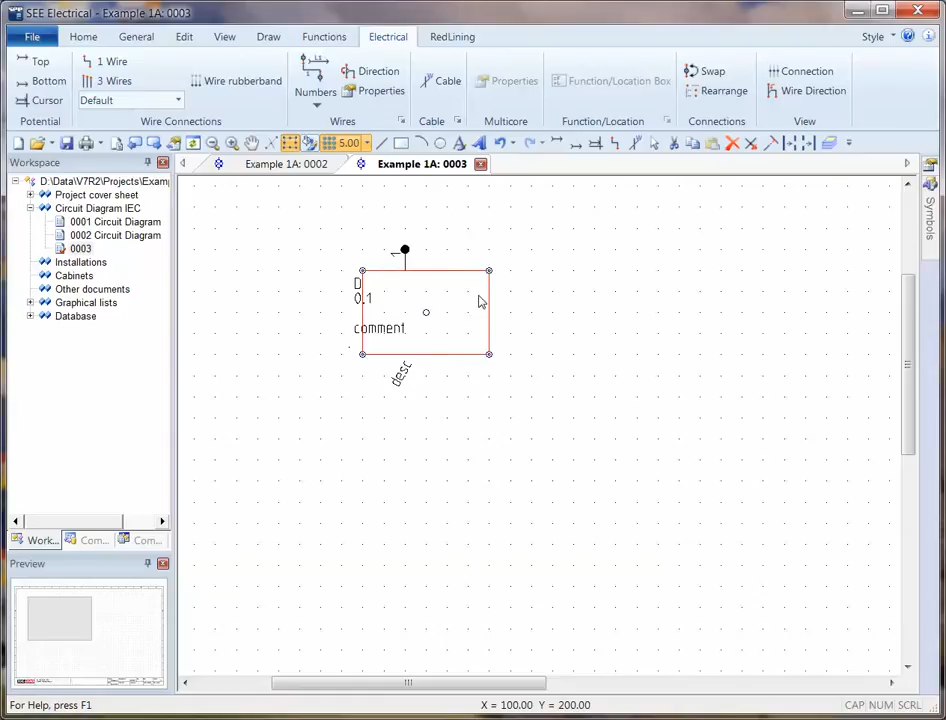 SEE Electrical - Example 1A: 0003
File Home General Edit View Draw Functions Electrical RedLining Style
Top
Bottom
Cursor
Potential
1 Wire
3 Wires
Default
Wire rubberband
Wire Connections
Numbers
Direction
Properties
Wires
Cable
Cable
Properties
Multicore
Function/Location Box
Function/Location
Swap
Rearrange
Connections
Connection
Wire Direction
View
5.00
Workspace
Example 1A: 0002
Example 1A: 0003
D:\Data\V7R2\Projects\Examp
Project cover sheet
Circuit Diagram IEC
0001 Circuit Diagram
0002 Circuit Diagram
0003
Installations
Cabinets
Other documents
Graphical lists
Database
Work...
Com...
Com...
Preview
1
D
0.1
comment
desc
Symbols
For Help, press F1
X = 100.00 Y = 200.00
CAP NUM SCRL